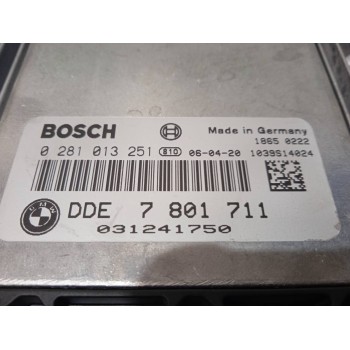 BOSCH
Made in Germany
1865 0222
0 281 013 251 810 06-04-20 1039S14024
DDE 7 801 711
031241750